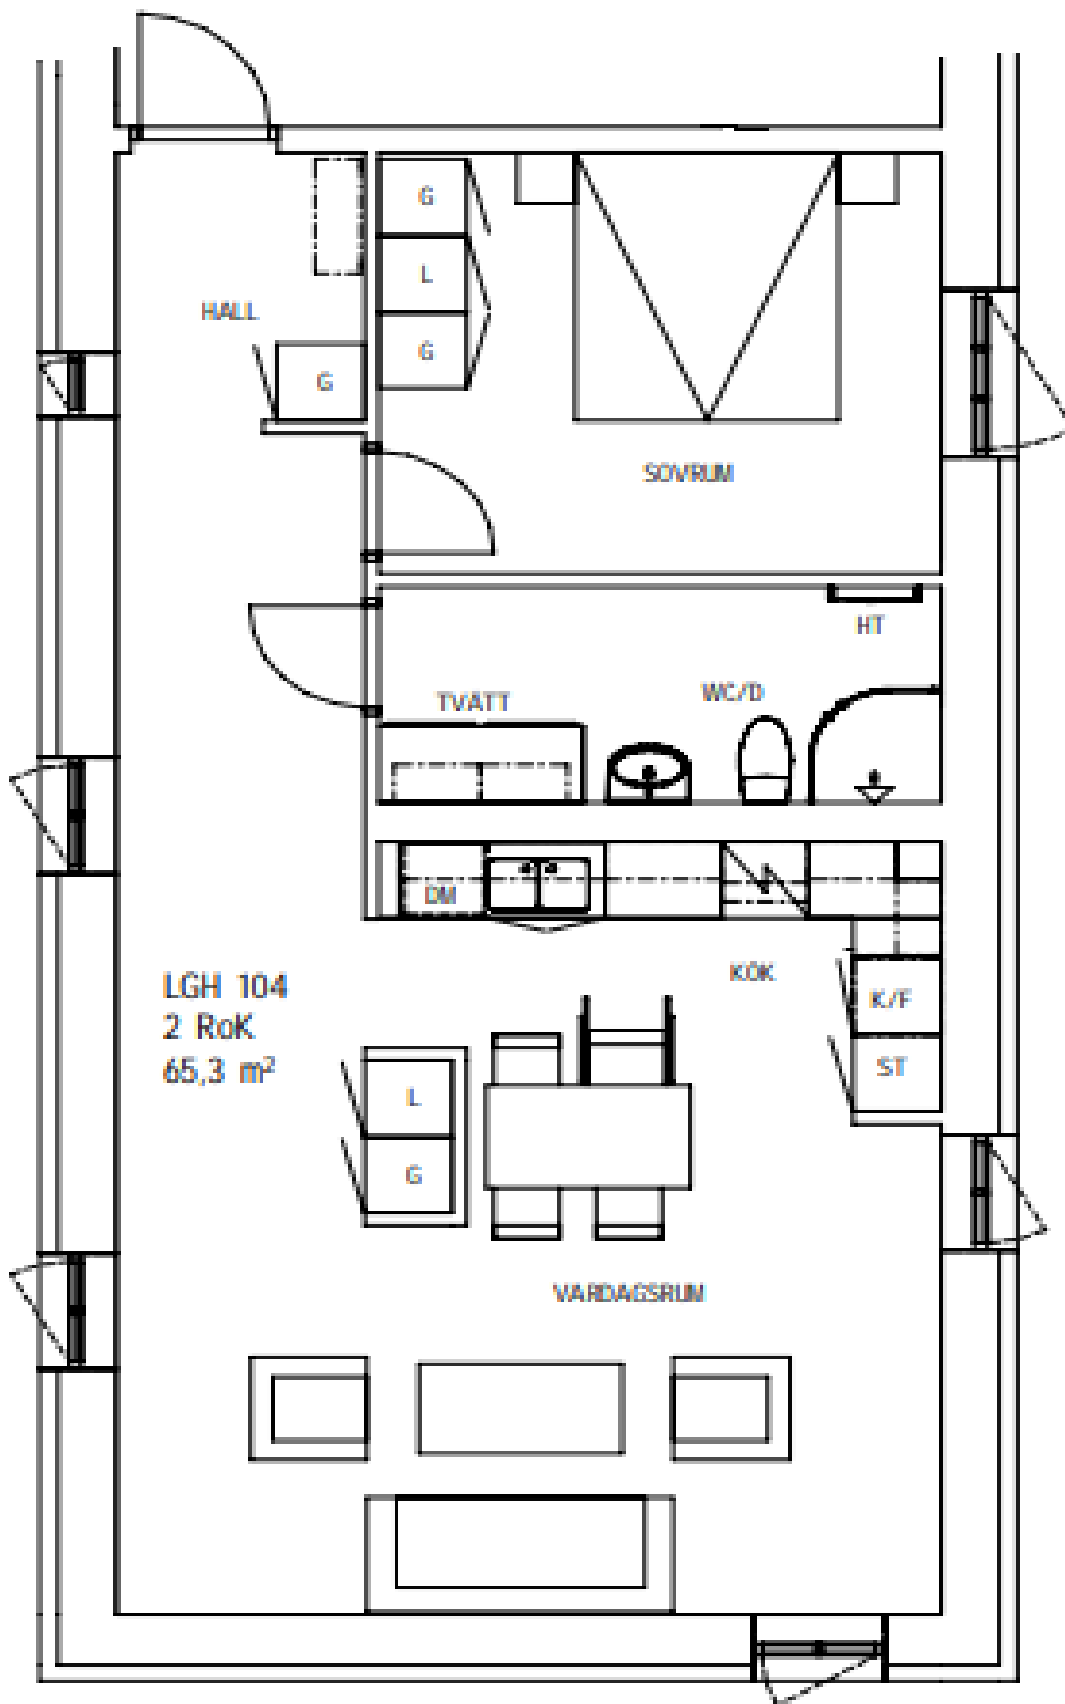 G
L
HALL
G
G
SOVRUM
HT
TVÄTT
WC/D
DM
KÖK
LGH 104
2 RoK
65,3 m²
K/F
ST
L
G
VARDAGSRUM